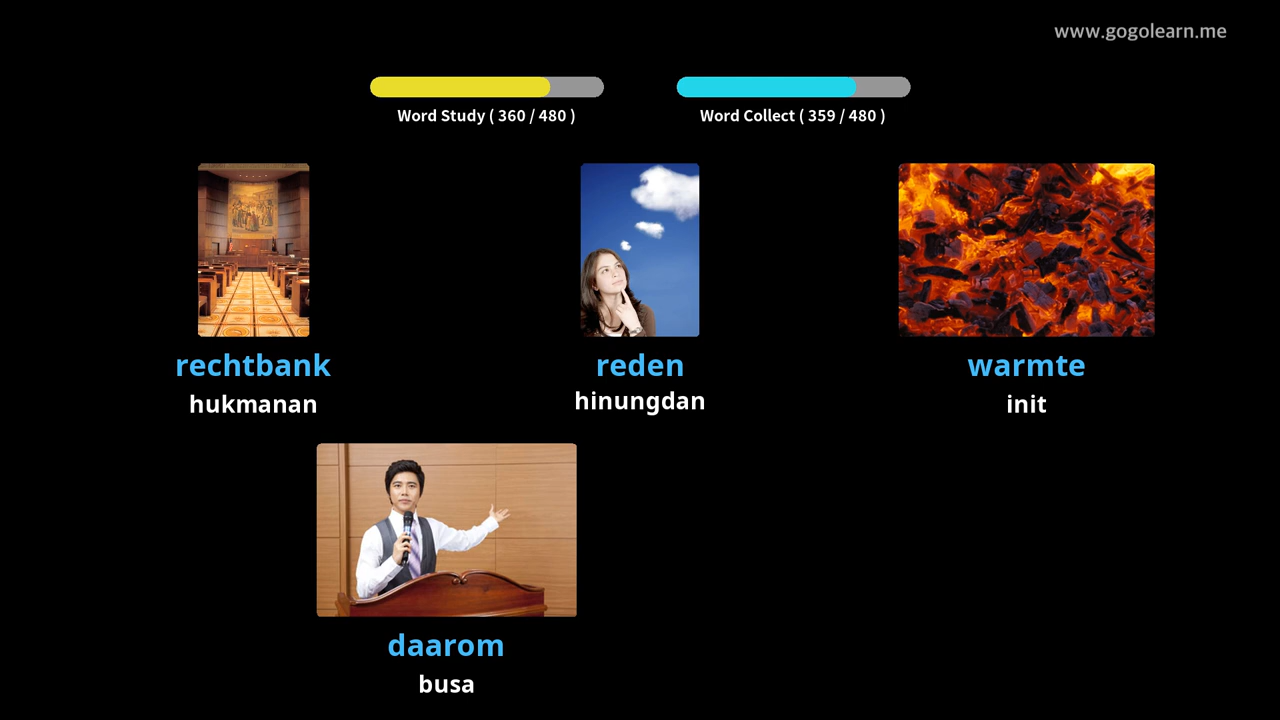 www.gogolearn.me
Word Study ( 360 / 480 )
Word Collect ( 359 / 480 )
rechtbank
hukmanan
reden
hinungdan
warmte
init
daarom
busa